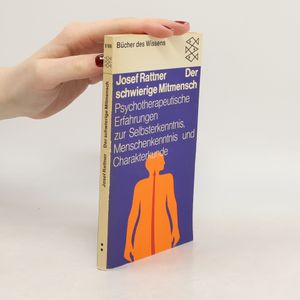 Bücher des Wissens
Josef Rattner Der
schwierige Mitmensch
Psychotherapeutische
Erfahrungen
zur Selbsterkenntnis,
Menschenkenntnis und
Charakterkunde
Josef Rattner Der schwierige Mitmensch